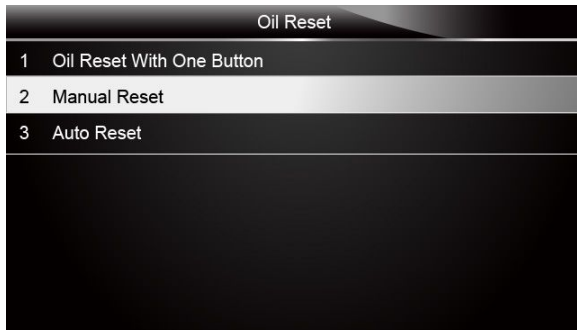 Oil Reset
1 Oil Reset With One Button
2 Manual Reset
3 Auto Reset